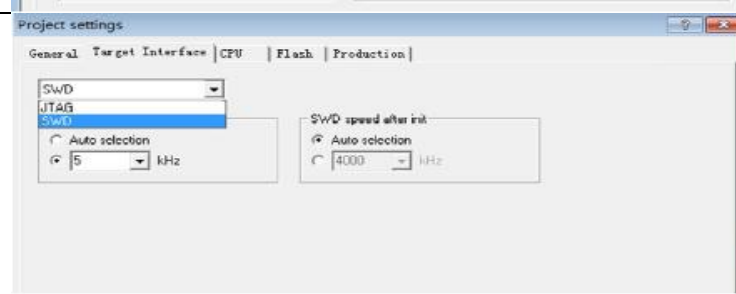 Project settings
General Target Interface CPU Flash Production
SWD
JTAG
SWD
SWD speed after init
Auto selection
Auto selection
5 kHz
4000 kHz